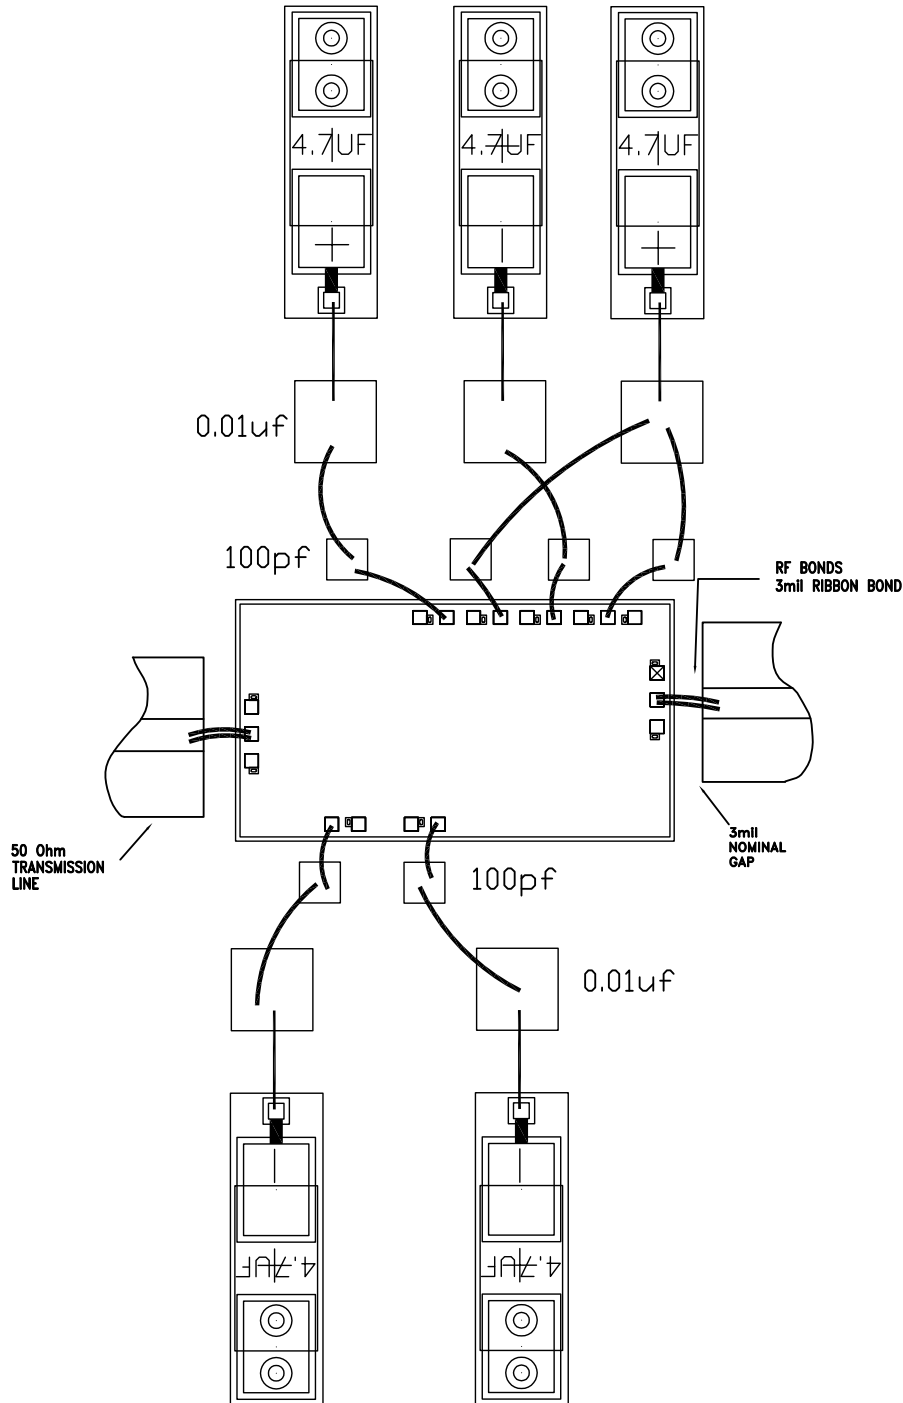 4.7UF
4.7UF
4.7UF
0.01uf
100pf
RF BONDS
3mil RIBBON BOND
50 Ohm
TRANSMISSION
LINE
3mil
NOMINAL
GAP
100pf
0.01uf
4.7UF
4.7UF